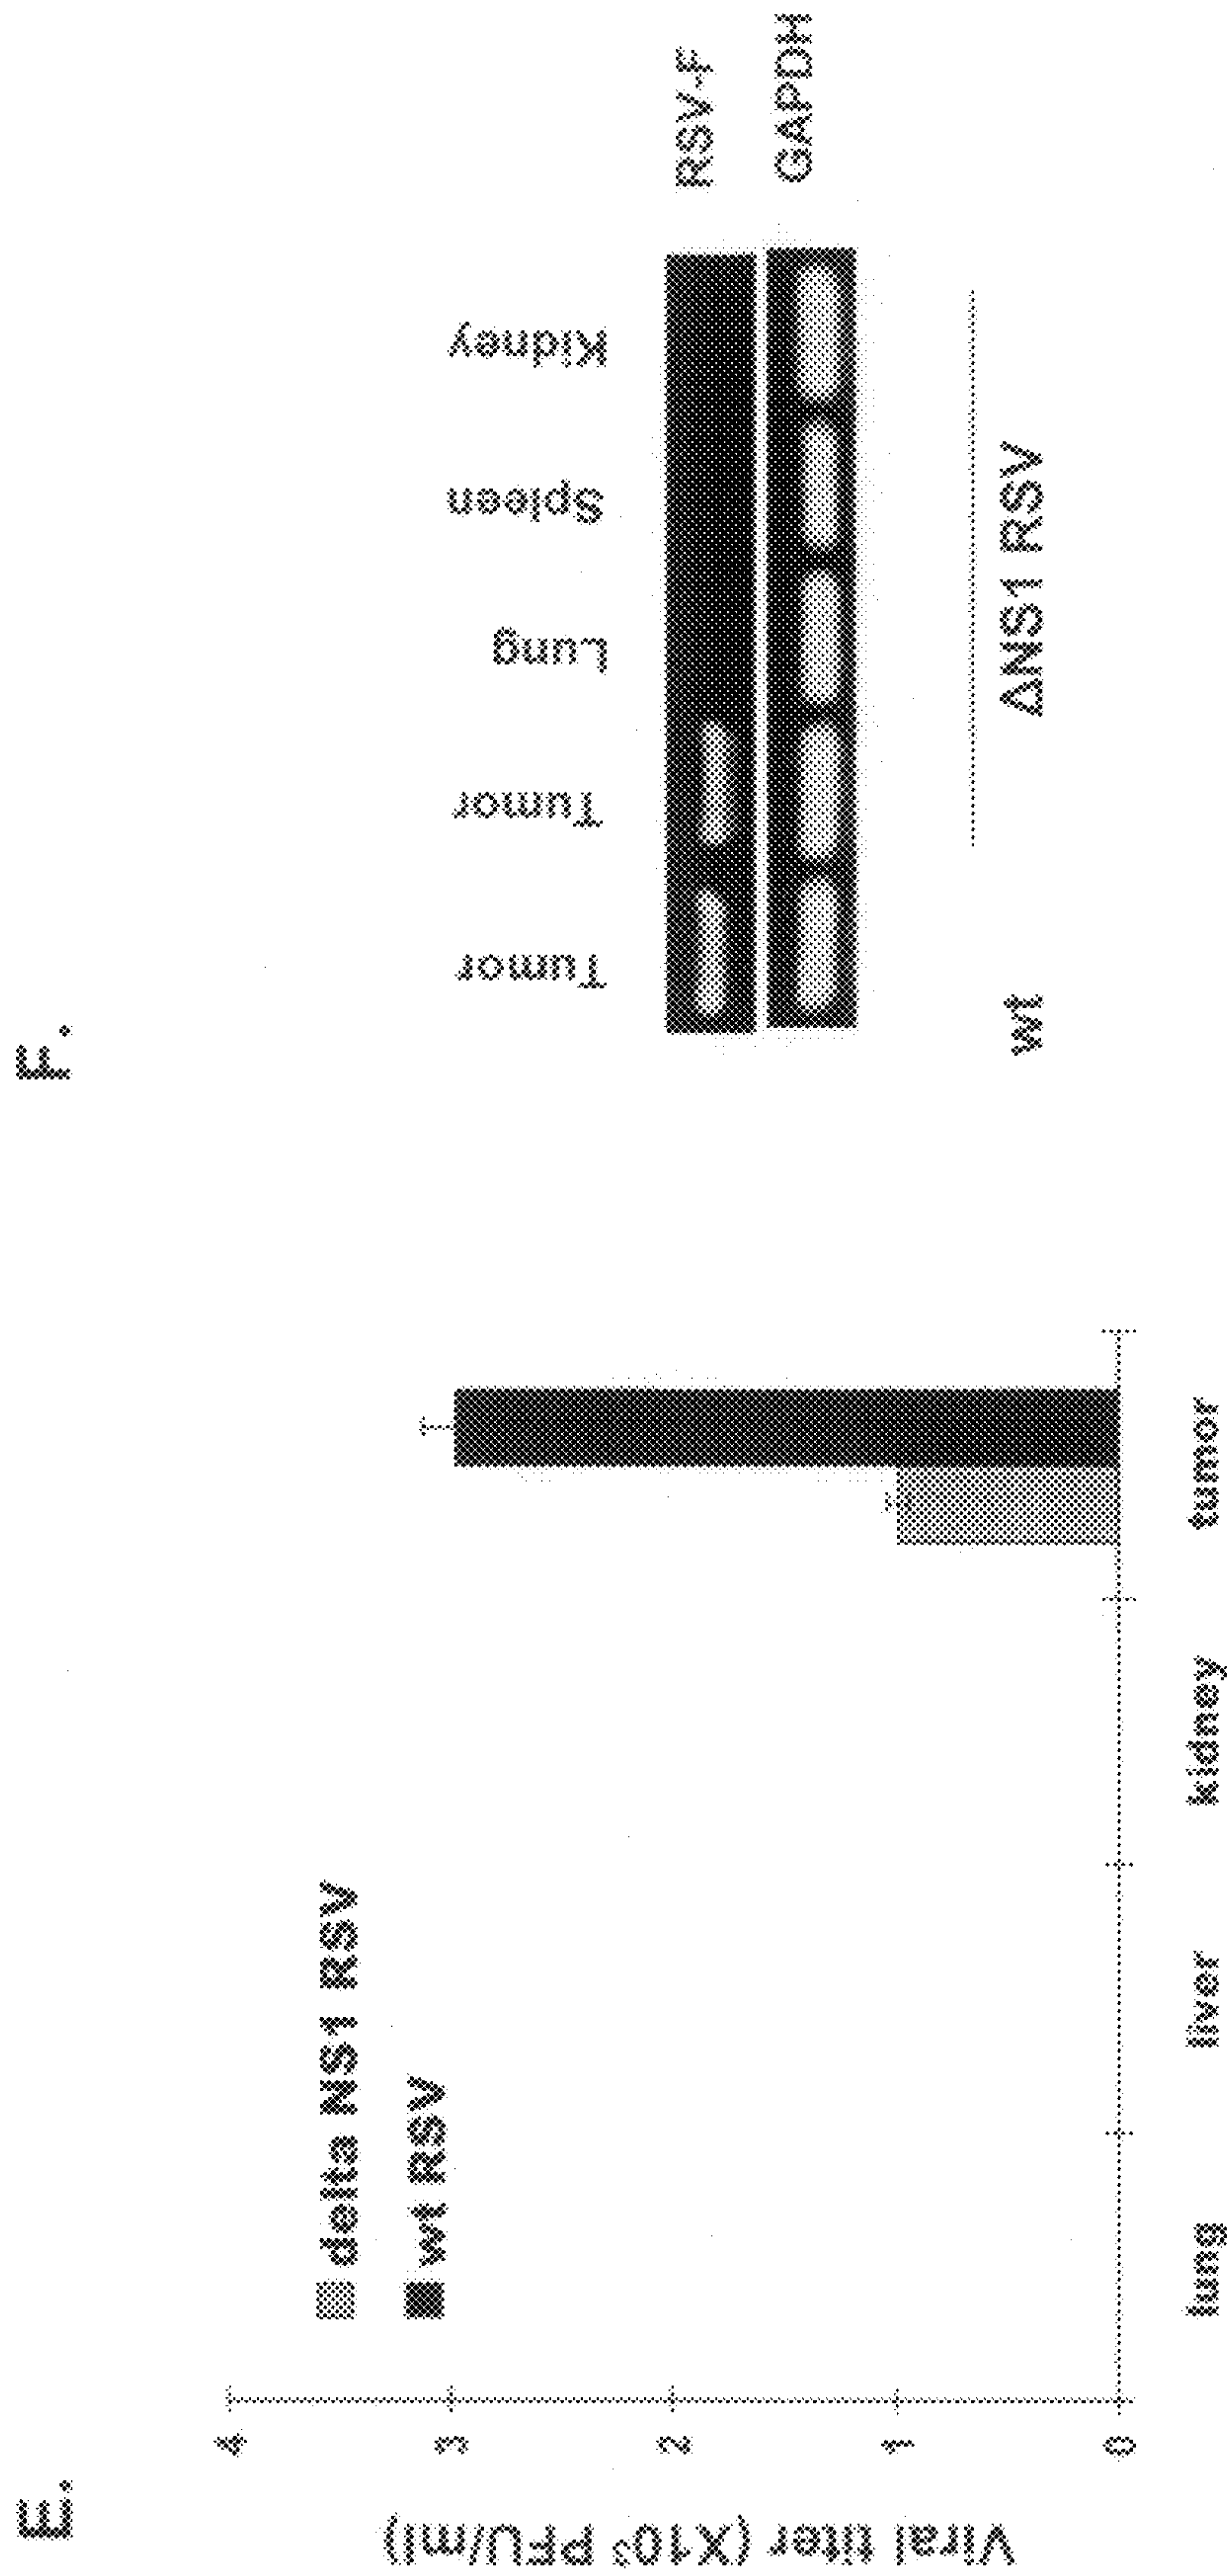 E.
delta NS1 RSV
wt RSV
Viral titer (X10³ PFU/ml)
4
3
2
1
0
lung liver kidney tumor
F.
Tumor Tumor Lung Spleen Kidney
RSV-F
GAPDH
wt ΔNS1 RSV